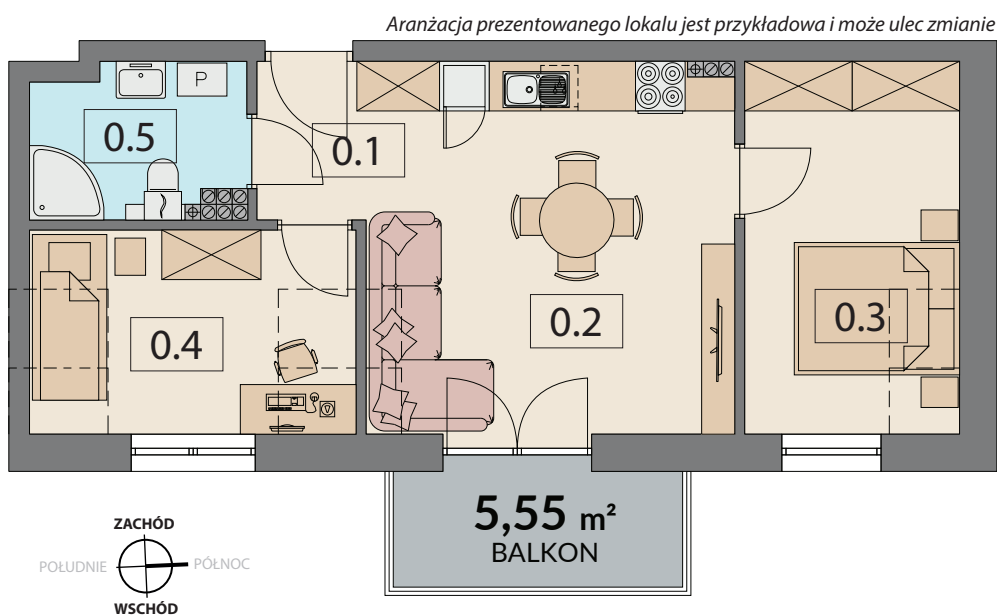 Aranżacja prezentowanego lokalu jest przykładowa i może ulec zmianie
P
0.5
0.1
0.2
0.3
0.4
5,55 m²
BALKON
ZACHÓD
POŁUDNIE
PÓŁNOC
WSCHÓD